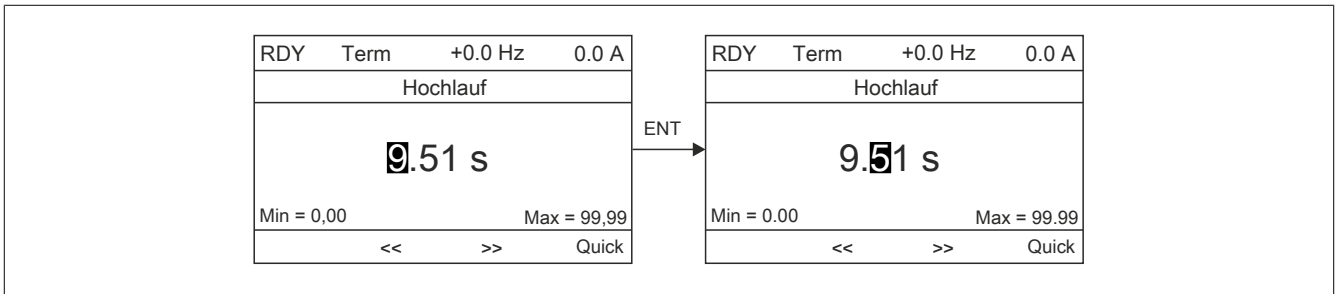 RDY Term +0.0 Hz 0.0 A
Hochlauf
9.51 s
Min = 0,00 Max = 99,99
<< >> Quick
ENT
RDY Term +0.0 Hz 0.0 A
Hochlauf
9.51 s
Min = 0.00 Max = 99.99
<< >> Quick